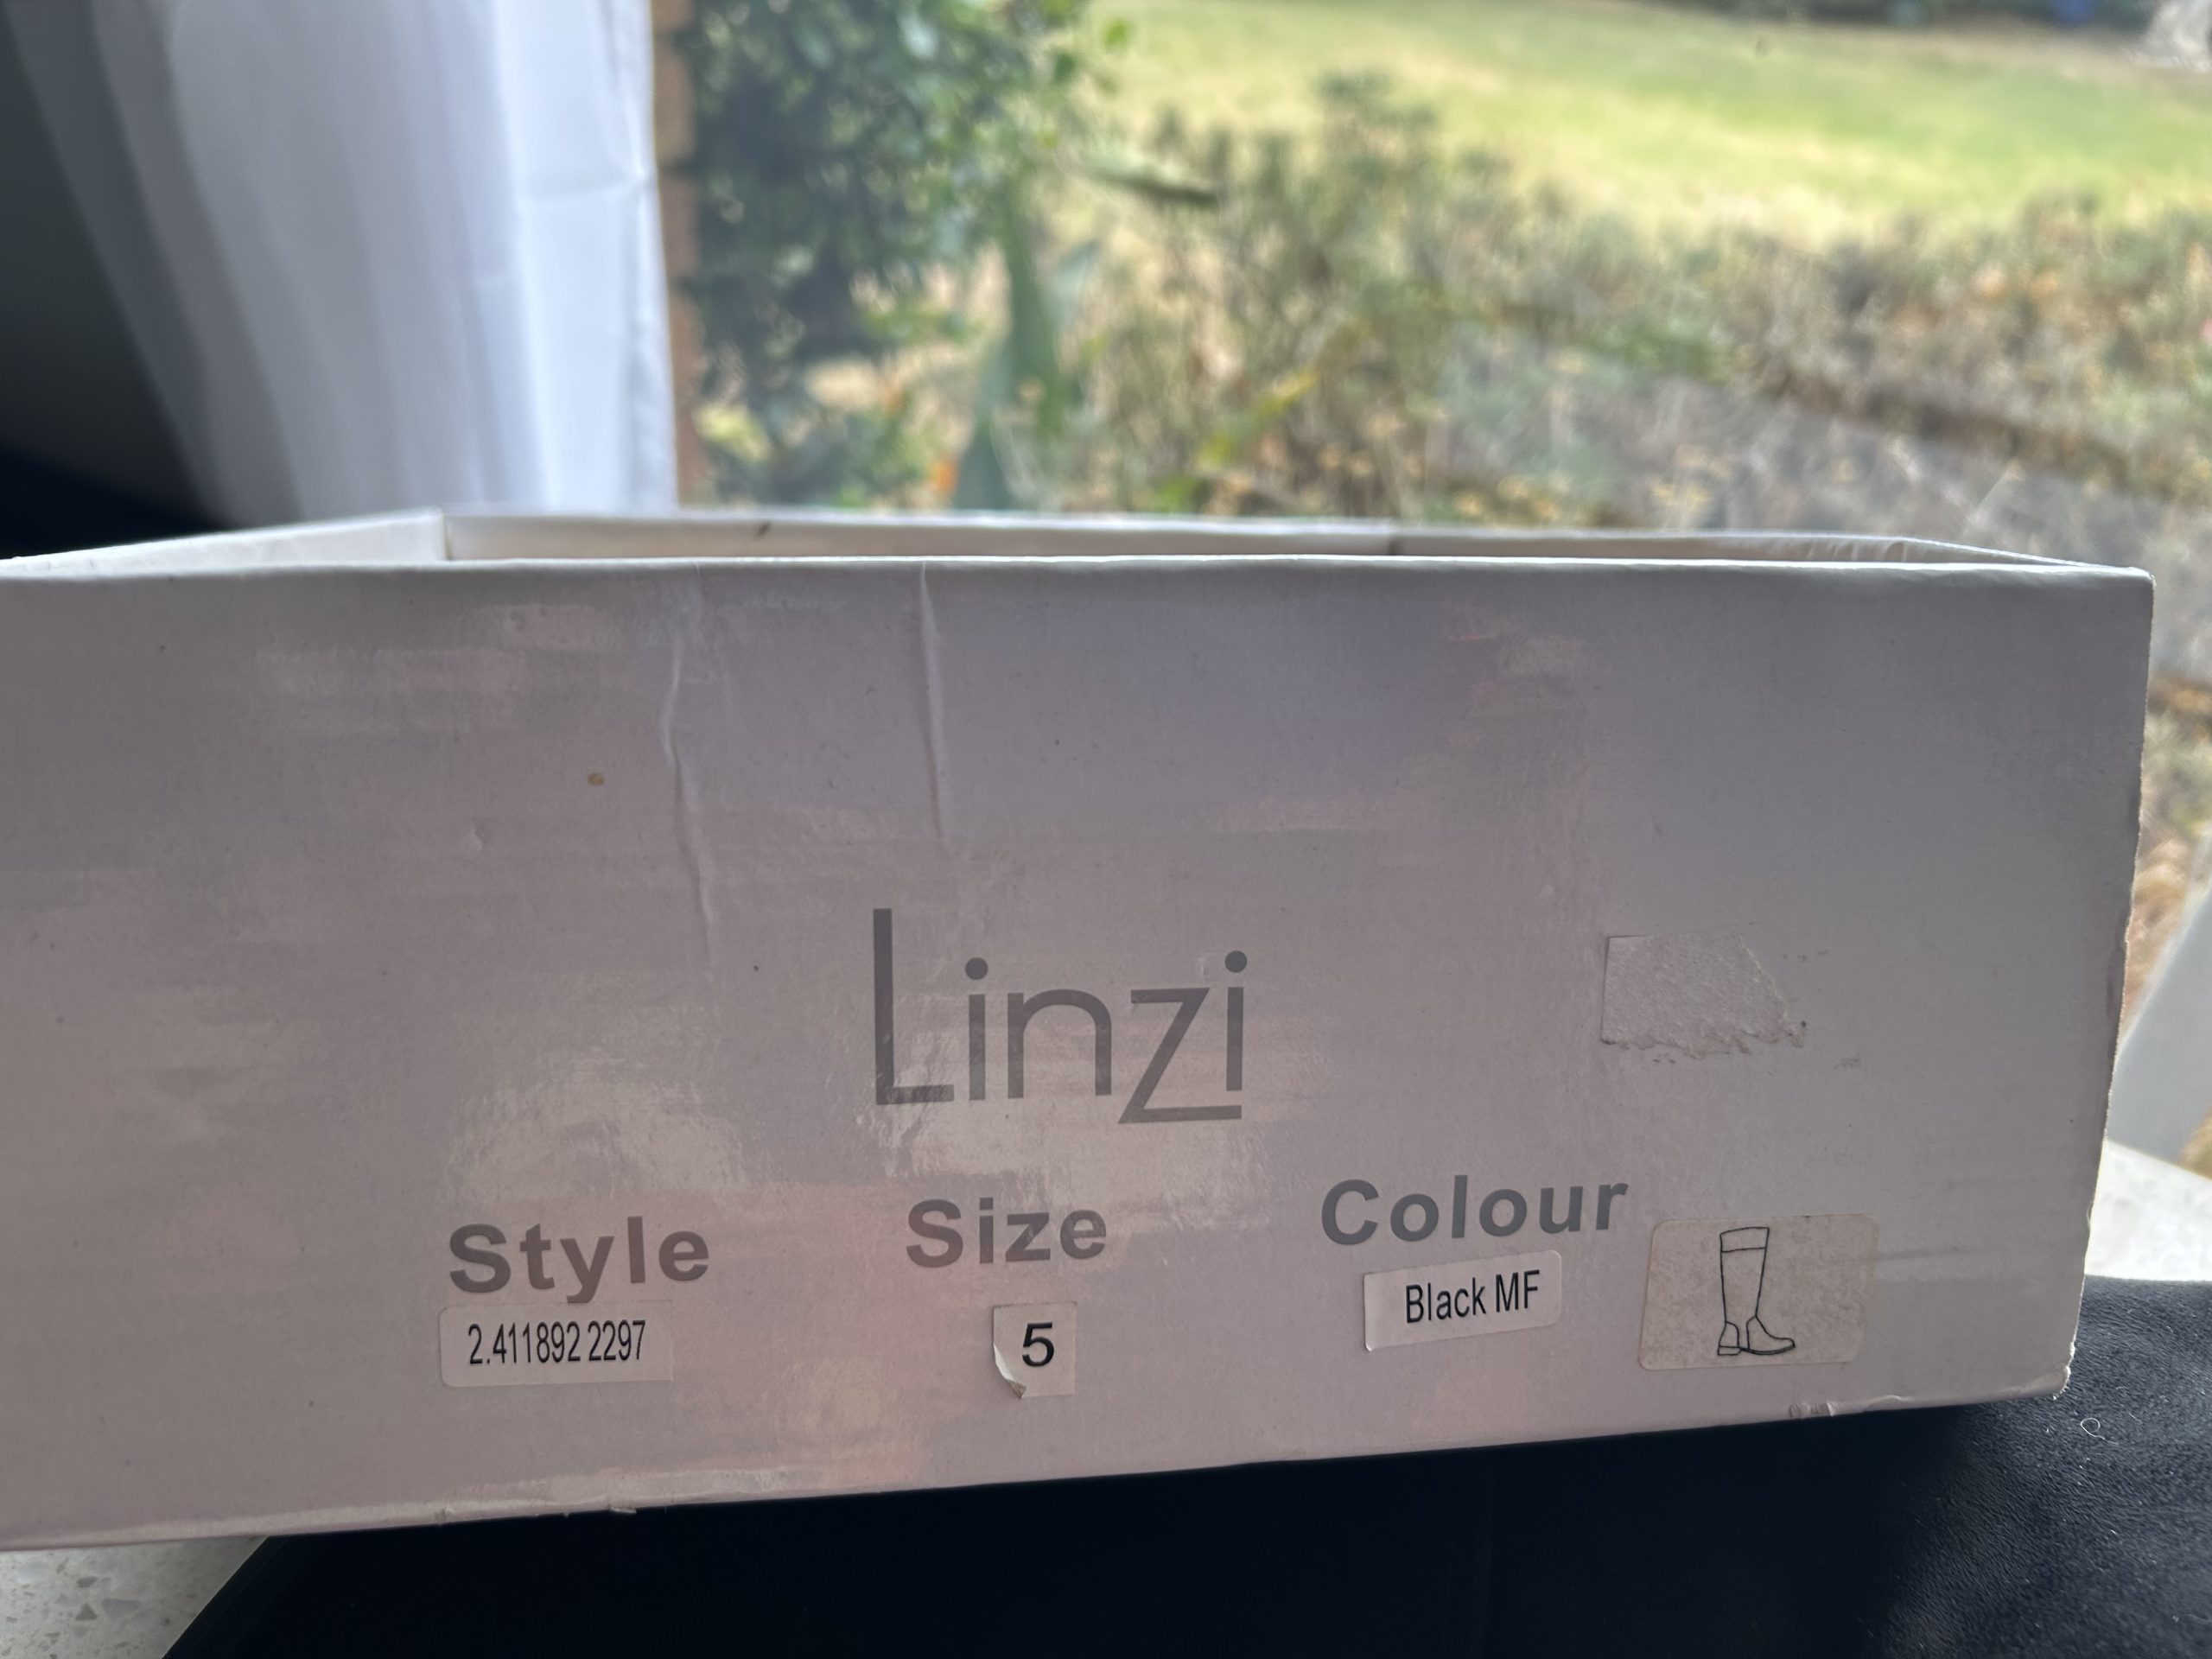 Linzi
Style Size Colour
2.411892 2297 5 Black MF